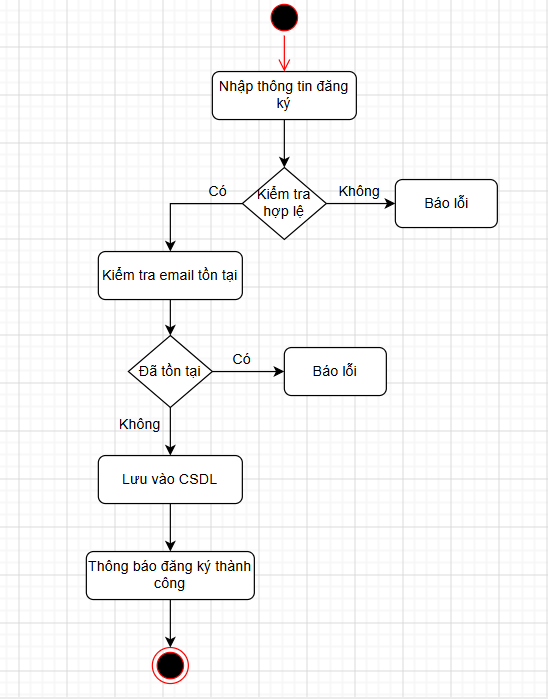 Nhập thông tin đăng
ký
Kiểm tra
hợp lệ
Có
Không
Báo lỗi
Kiểm tra email tồn tại
Đã tồn tại
Có
Báo lỗi
Không
Lưu vào CSDL
Thông báo đăng ký thành
công